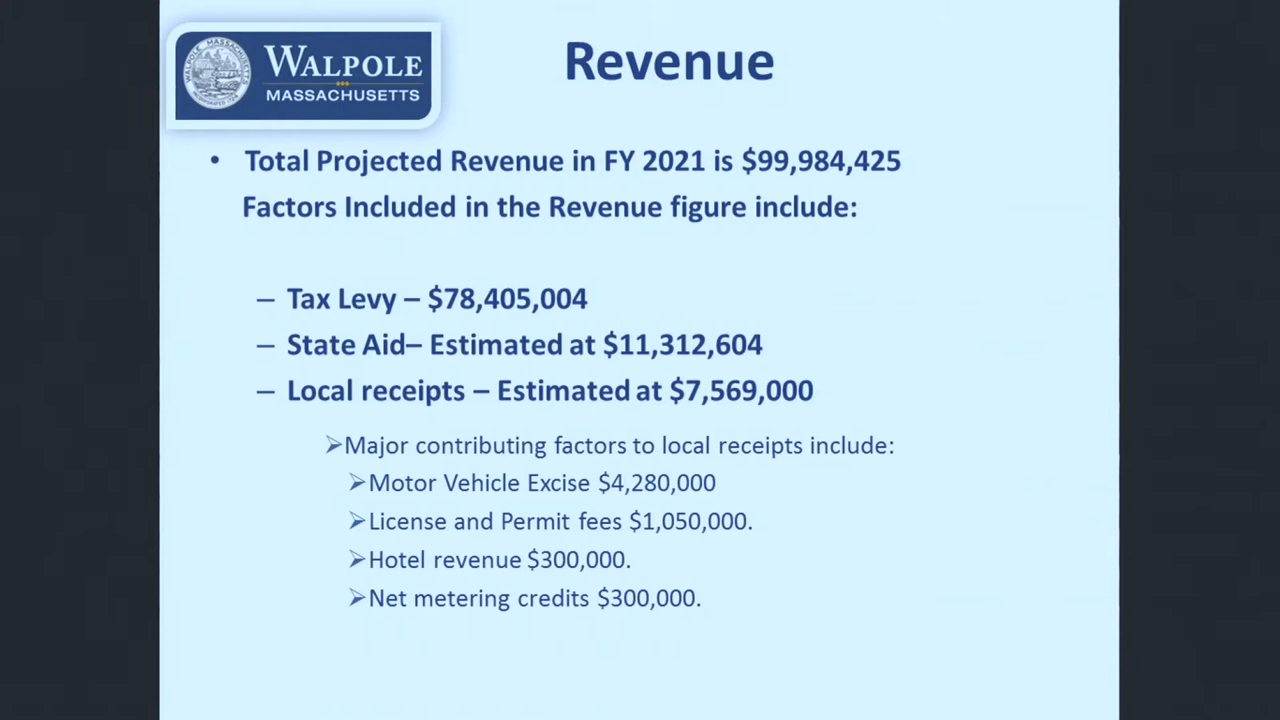 WALPOLE
MASSACHUSETTS
Revenue
• Total Projected Revenue in FY 2021 is $99,984,425
Factors Included in the Revenue figure include:
– Tax Levy – $78,405,004
– State Aid– Estimated at $11,312,604
– Local receipts – Estimated at $7,569,000
➢Major contributing factors to local receipts include:
➢Motor Vehicle Excise $4,280,000
➢License and Permit fees $1,050,000.
➢Hotel revenue $300,000.
➢Net metering credits $300,000.